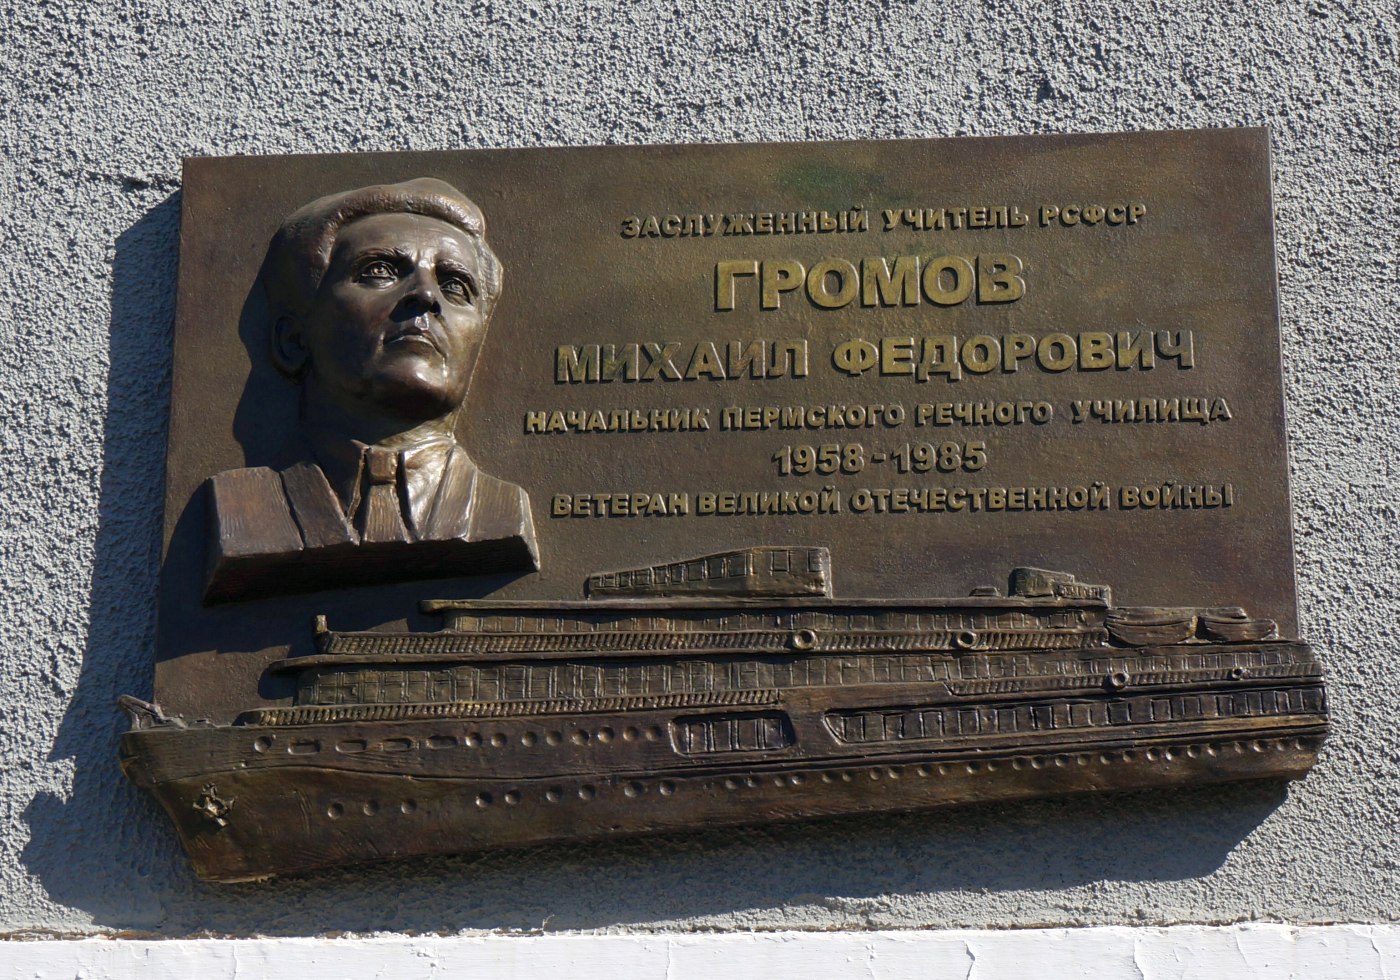 ЗАСЛУЖЕННЫЙ УЧИТЕЛЬ РСФСР
ГРОМОВ
МИХАИЛ ФЕДОРОВИЧ
НАЧАЛЬНИК ПЕРМСКОГО РЕЧНОГО УЧИЛИЩА
1958-1985
ВЕТЕРАН ВЕЛИКОЙ ОТЕЧЕСТВЕННОЙ ВОЙНЫ